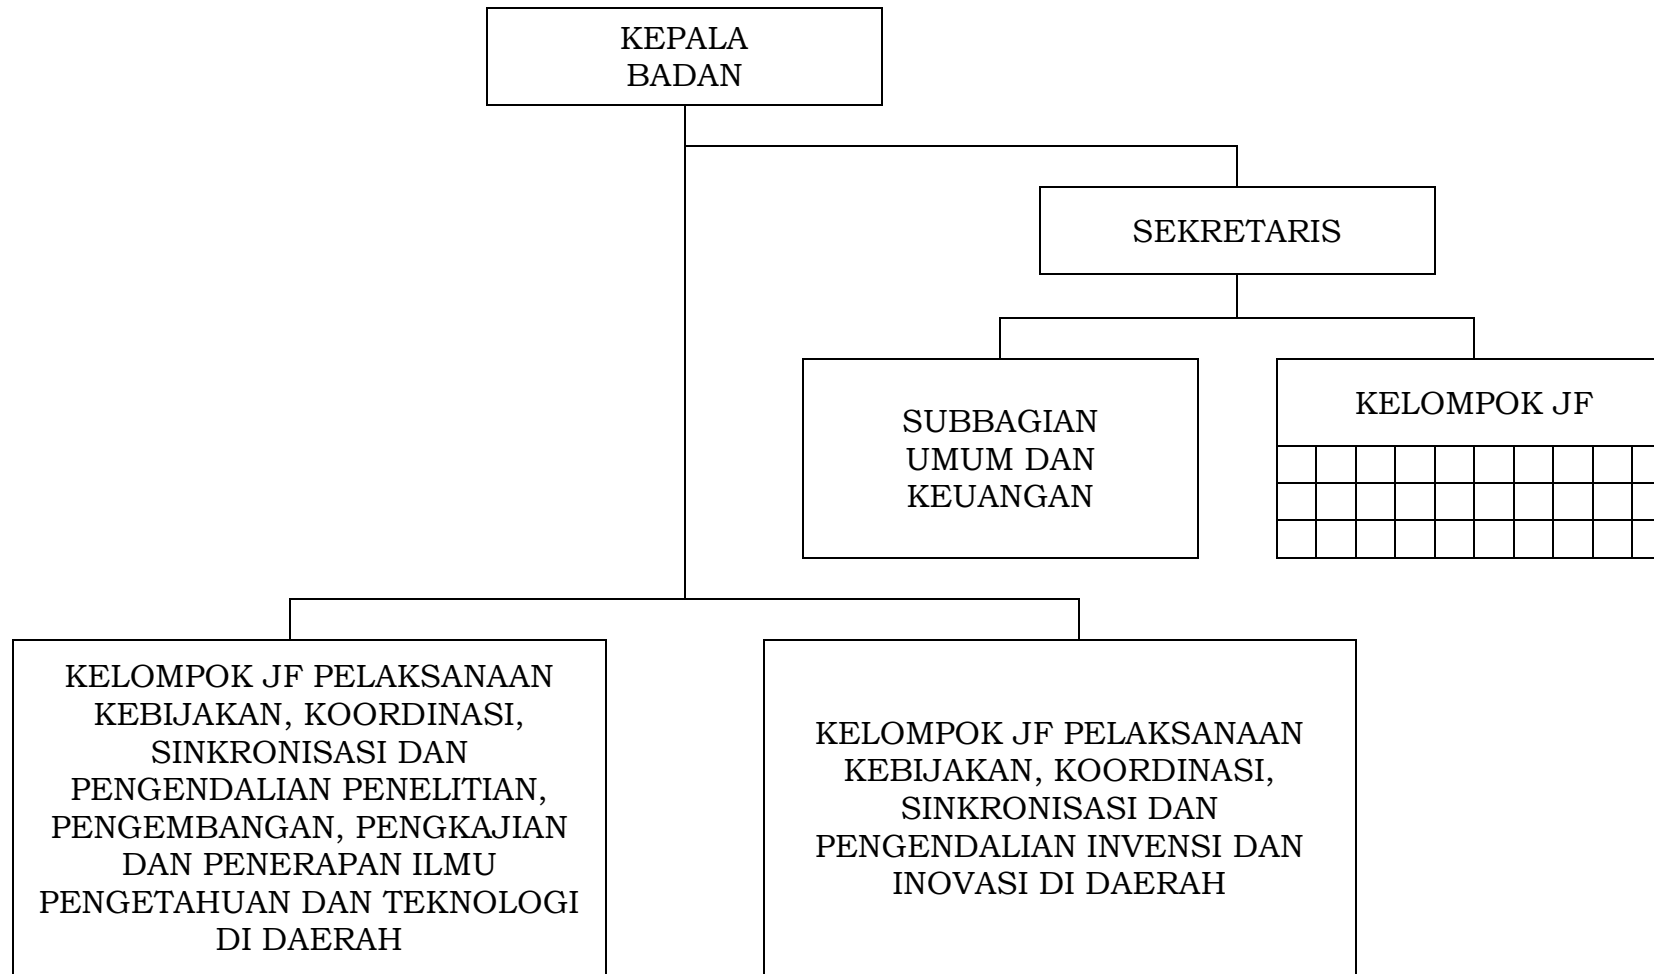 KEPALA
BADAN
SEKRETARIS
SUBBAGIAN
UMUM DAN
KEUANGAN
KELOMPOK JF
KELOMPOK JF PELAKSANAAN
KEBIJAKAN, KOORDINASI,
SINKRONISASI DAN
PENGENDALIAN PENELITIAN,
PENGEMBANGAN, PENGKAJIAN
DAN PENERAPAN ILMU
PENGETAHUAN DAN TEKNOLOGI
DI DAERAH
KELOMPOK JF PELAKSANAAN
KEBIJAKAN, KOORDINASI,
SINKRONISASI DAN
PENGENDALIAN INVENSI DAN
INOVASI DI DAERAH